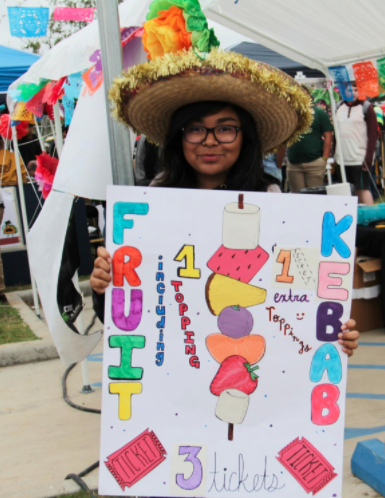 FRUIT
including
1
TOPPING
1
extra
Toppings
KEBAB
TICKET
3 tickets
TICKET